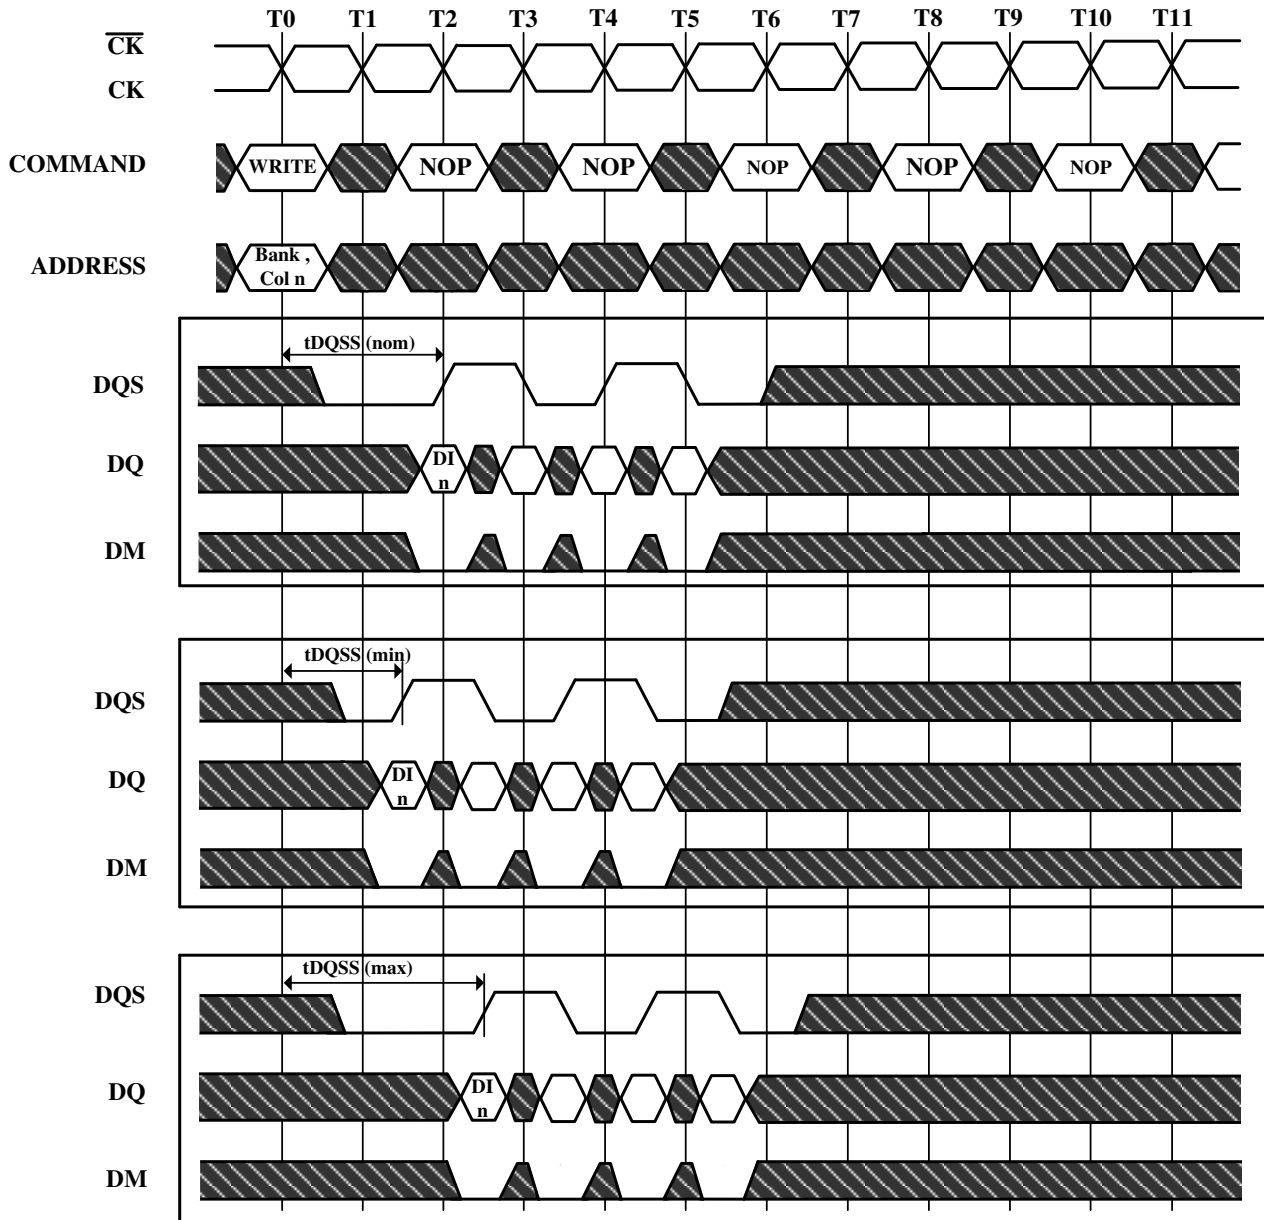 T0 T1 T2 T3 T4 T5 T6 T7 T8 T9 T10 T11
CK
CK
COMMAND WRITE NOP NOP NOP NOP NOP
ADDRESS Bank ,
Col n
tDQSS (nom)
DQS
DQ DI
n
DM
tDQSS (min)
DQS
DQ DI
n
DM
tDQSS (max)
DQS
DQ DI
n
DM